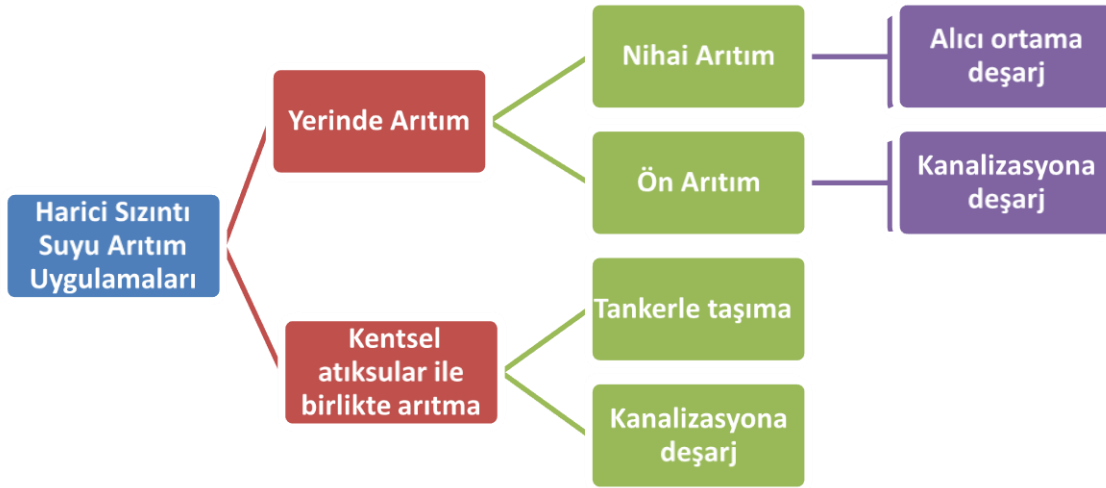 Harici Sızıntı
Suyu Arıtım
Uygulamaları
Yerinde Arıtım
Nihai Arıtım
Alıcı ortama
deşarj
Ön Arıtım
Kanalizasyona
deşarj
Kentsel
atıksular ile
birlikte arıtma
Tankerle taşıma
Kanalizasyona
deşarj